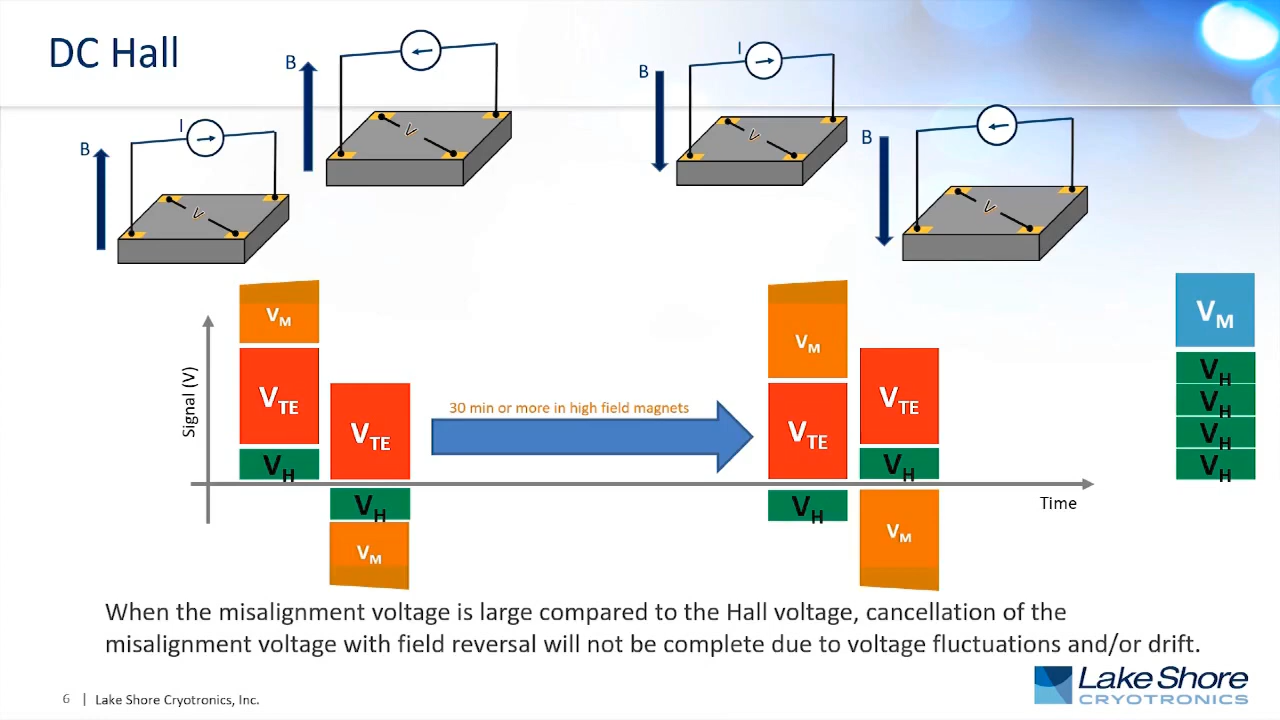 DC Hall
B
I
V
B
V
B
I
V
B
V
Signal (V)
VM
VTE
VH
VTE
VH
VM
30 min or more in high field magnets
VM
VTE
VH
VTE
VH
VM
Time
VM
VH
VH
VH
VH
When the misalignment voltage is large compared to the Hall voltage, cancellation of the
misalignment voltage with field reversal will not be complete due to voltage fluctuations and/or drift.
6 | Lake Shore Cryotronics, Inc.
Lake Shore
CRYOTRONICS